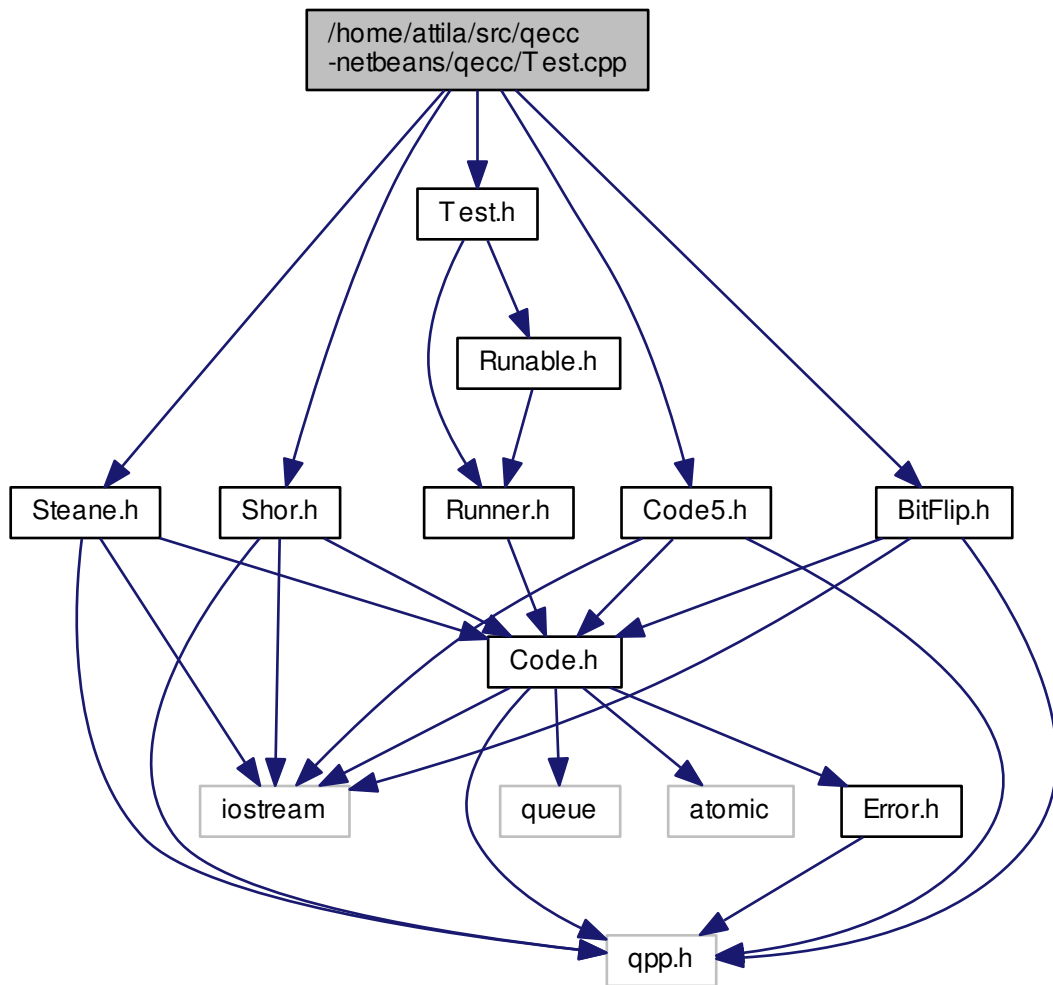 /home/attila/src/qecc
-netbeans/qecc/Test.cpp
Test.h
Runable.h
Steane.h
Shor.h
Runner.h
Code5.h
BitFlip.h
Code.h
iostream
queue
atomic
Error.h
qpp.h